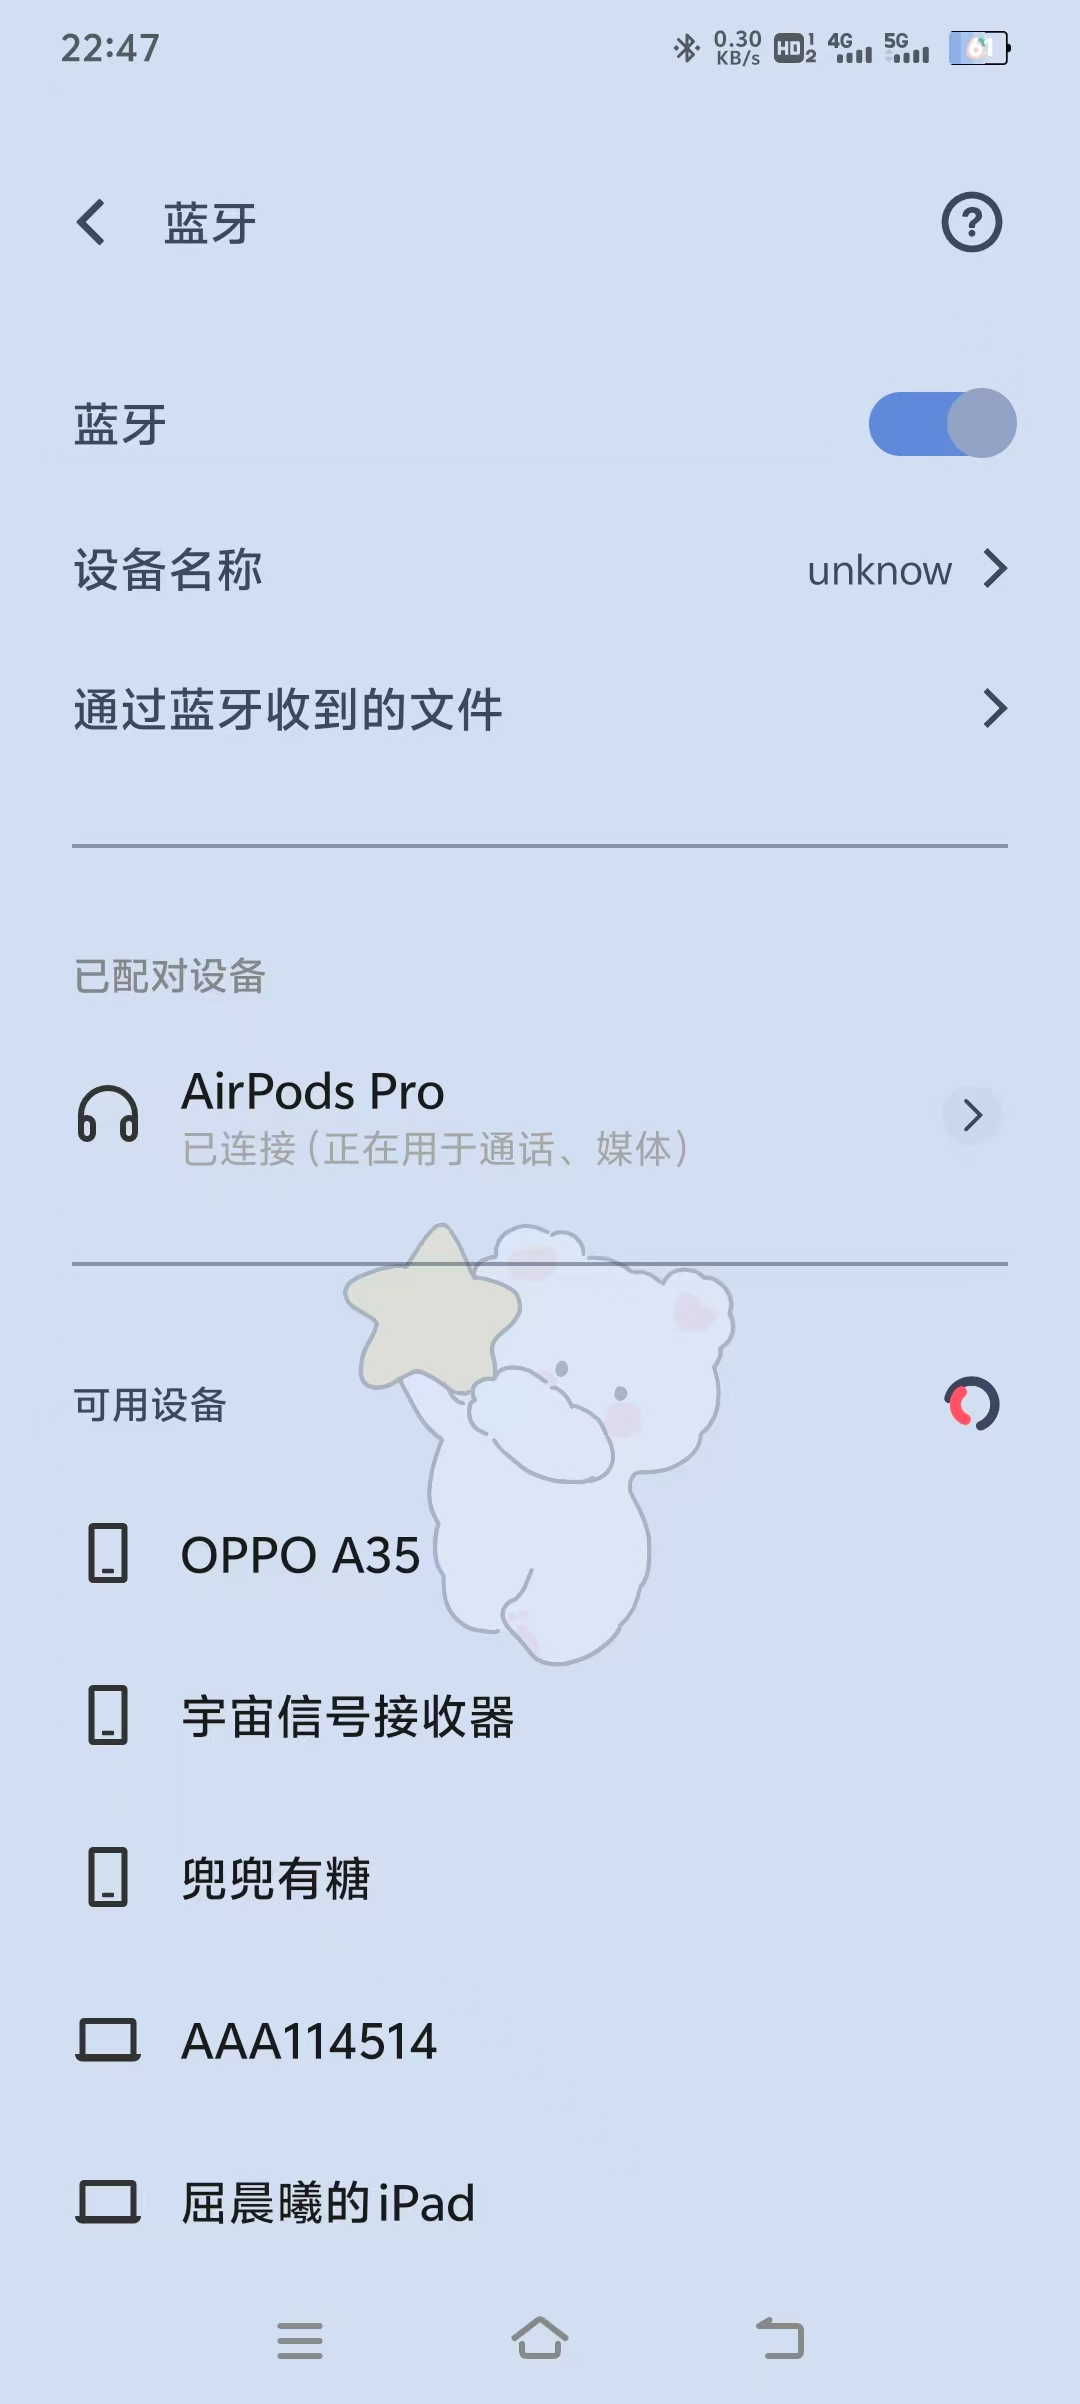 22:47
0.30 KB/s HD 1 2 4G 5G 61
蓝牙
蓝牙
设备名称 unknow
通过蓝牙收到的文件
已配对设备
AirPods Pro
已连接 (正在用于通话、媒体)
可用设备
OPPO A35
宇宙信号接收器
兜兜有糖
AAA114514
屈晨曦的iPad